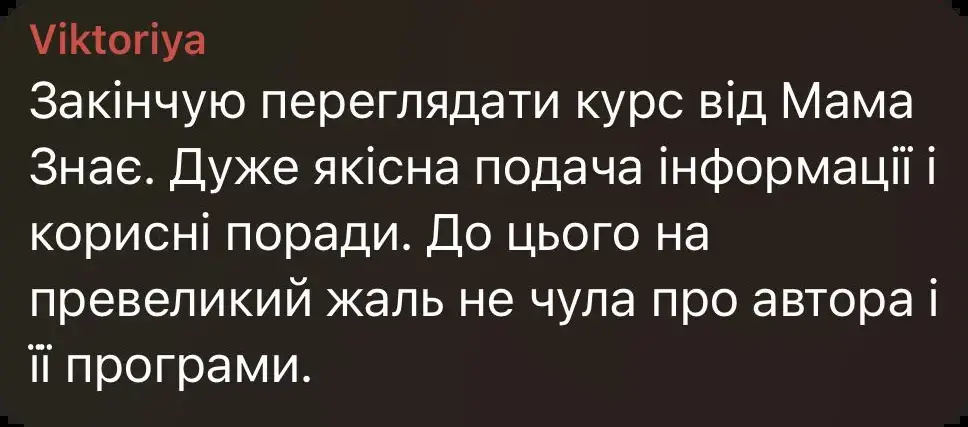 Viktoriya
Закінчую переглядати курс від Мама
Знає. Дуже якісна подача інформації і
корисні поради. До цього на
превеликий жаль не чула про автора і
її програми.